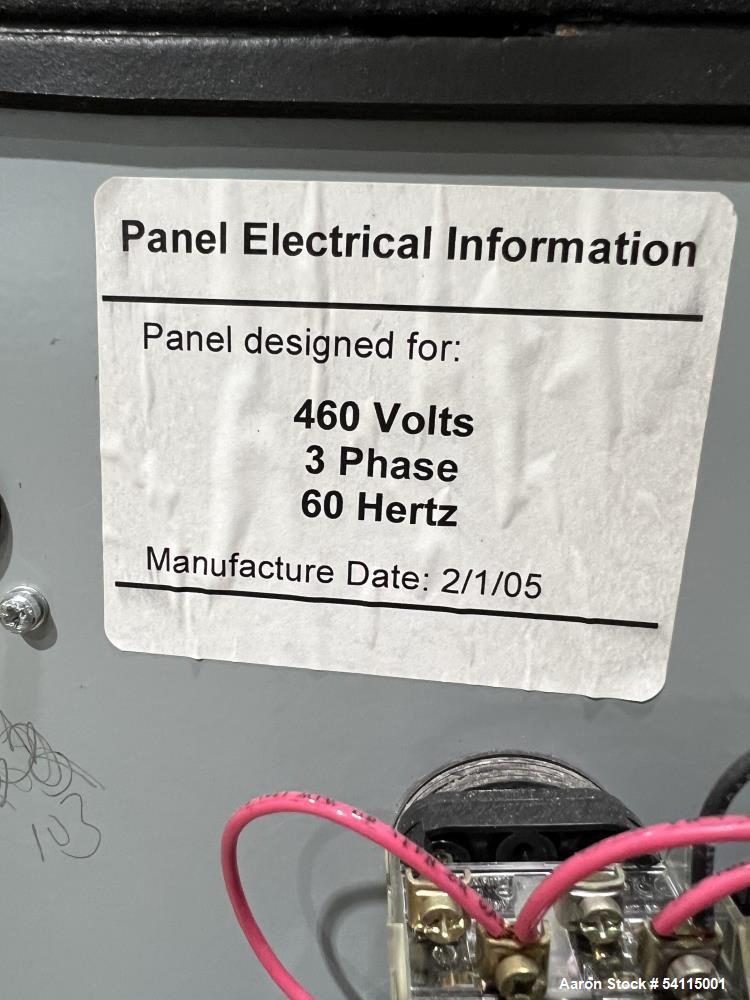 Panel Electrical Information
Panel designed for:
460 Volts
3 Phase
60 Hertz
Manufacture Date: 2/1/05
103
Aaron Stock # 54115001